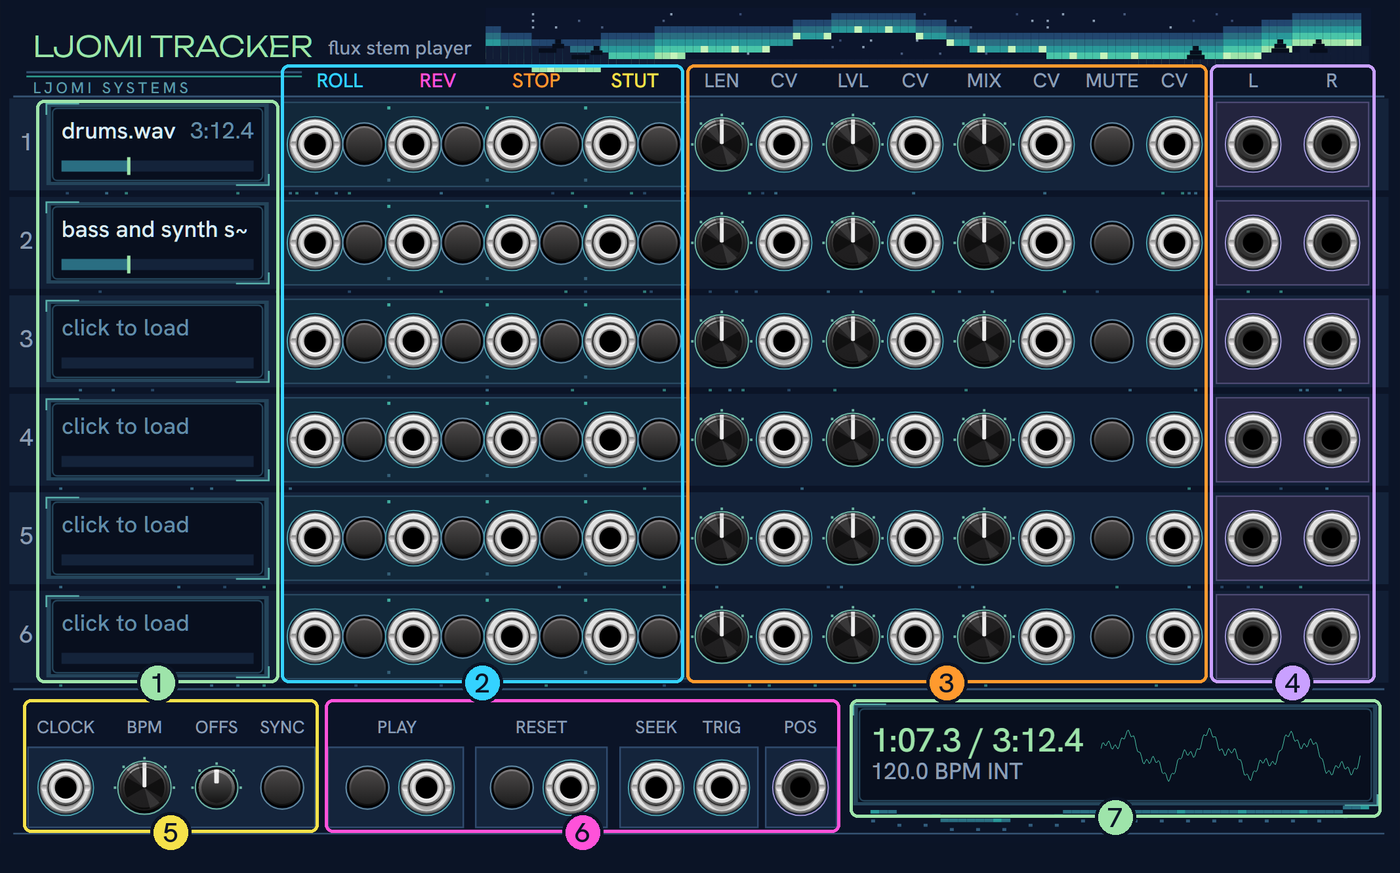 LJOMI TRACKER flux stem player
LJOMI SYSTEMS
ROLL REV STOP STUT LEN CV LVL CV MIX CV MUTE CV L R
1 drums.wav 3:12.4
2 bass and synth s~
3 click to load
4 click to load
5 click to load
6 click to load
1 2 3 4
CLOCK BPM OFFS SYNC PLAY RESET SEEK TRIG POS
1:07.3 / 3:12.4
120.0 BPM INT
5 6 7